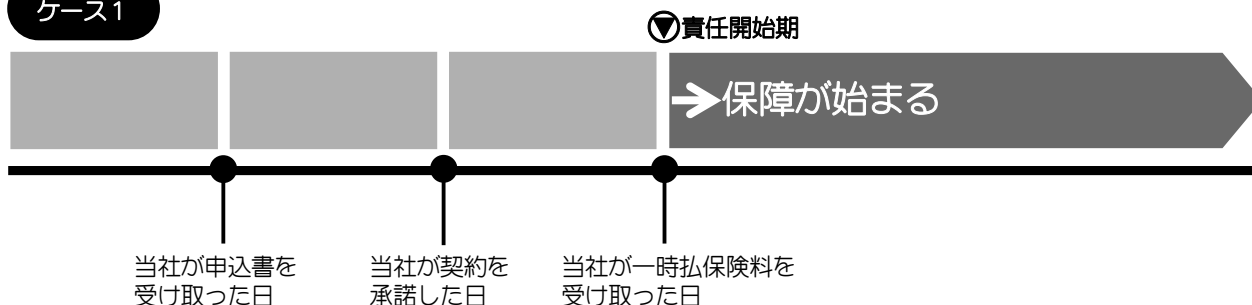 ケース1
責任開始期
保障が始まる
当社が申込書を
受け取った日
当社が契約を
承諾した日
当社が一時払保険料を
受け取った日